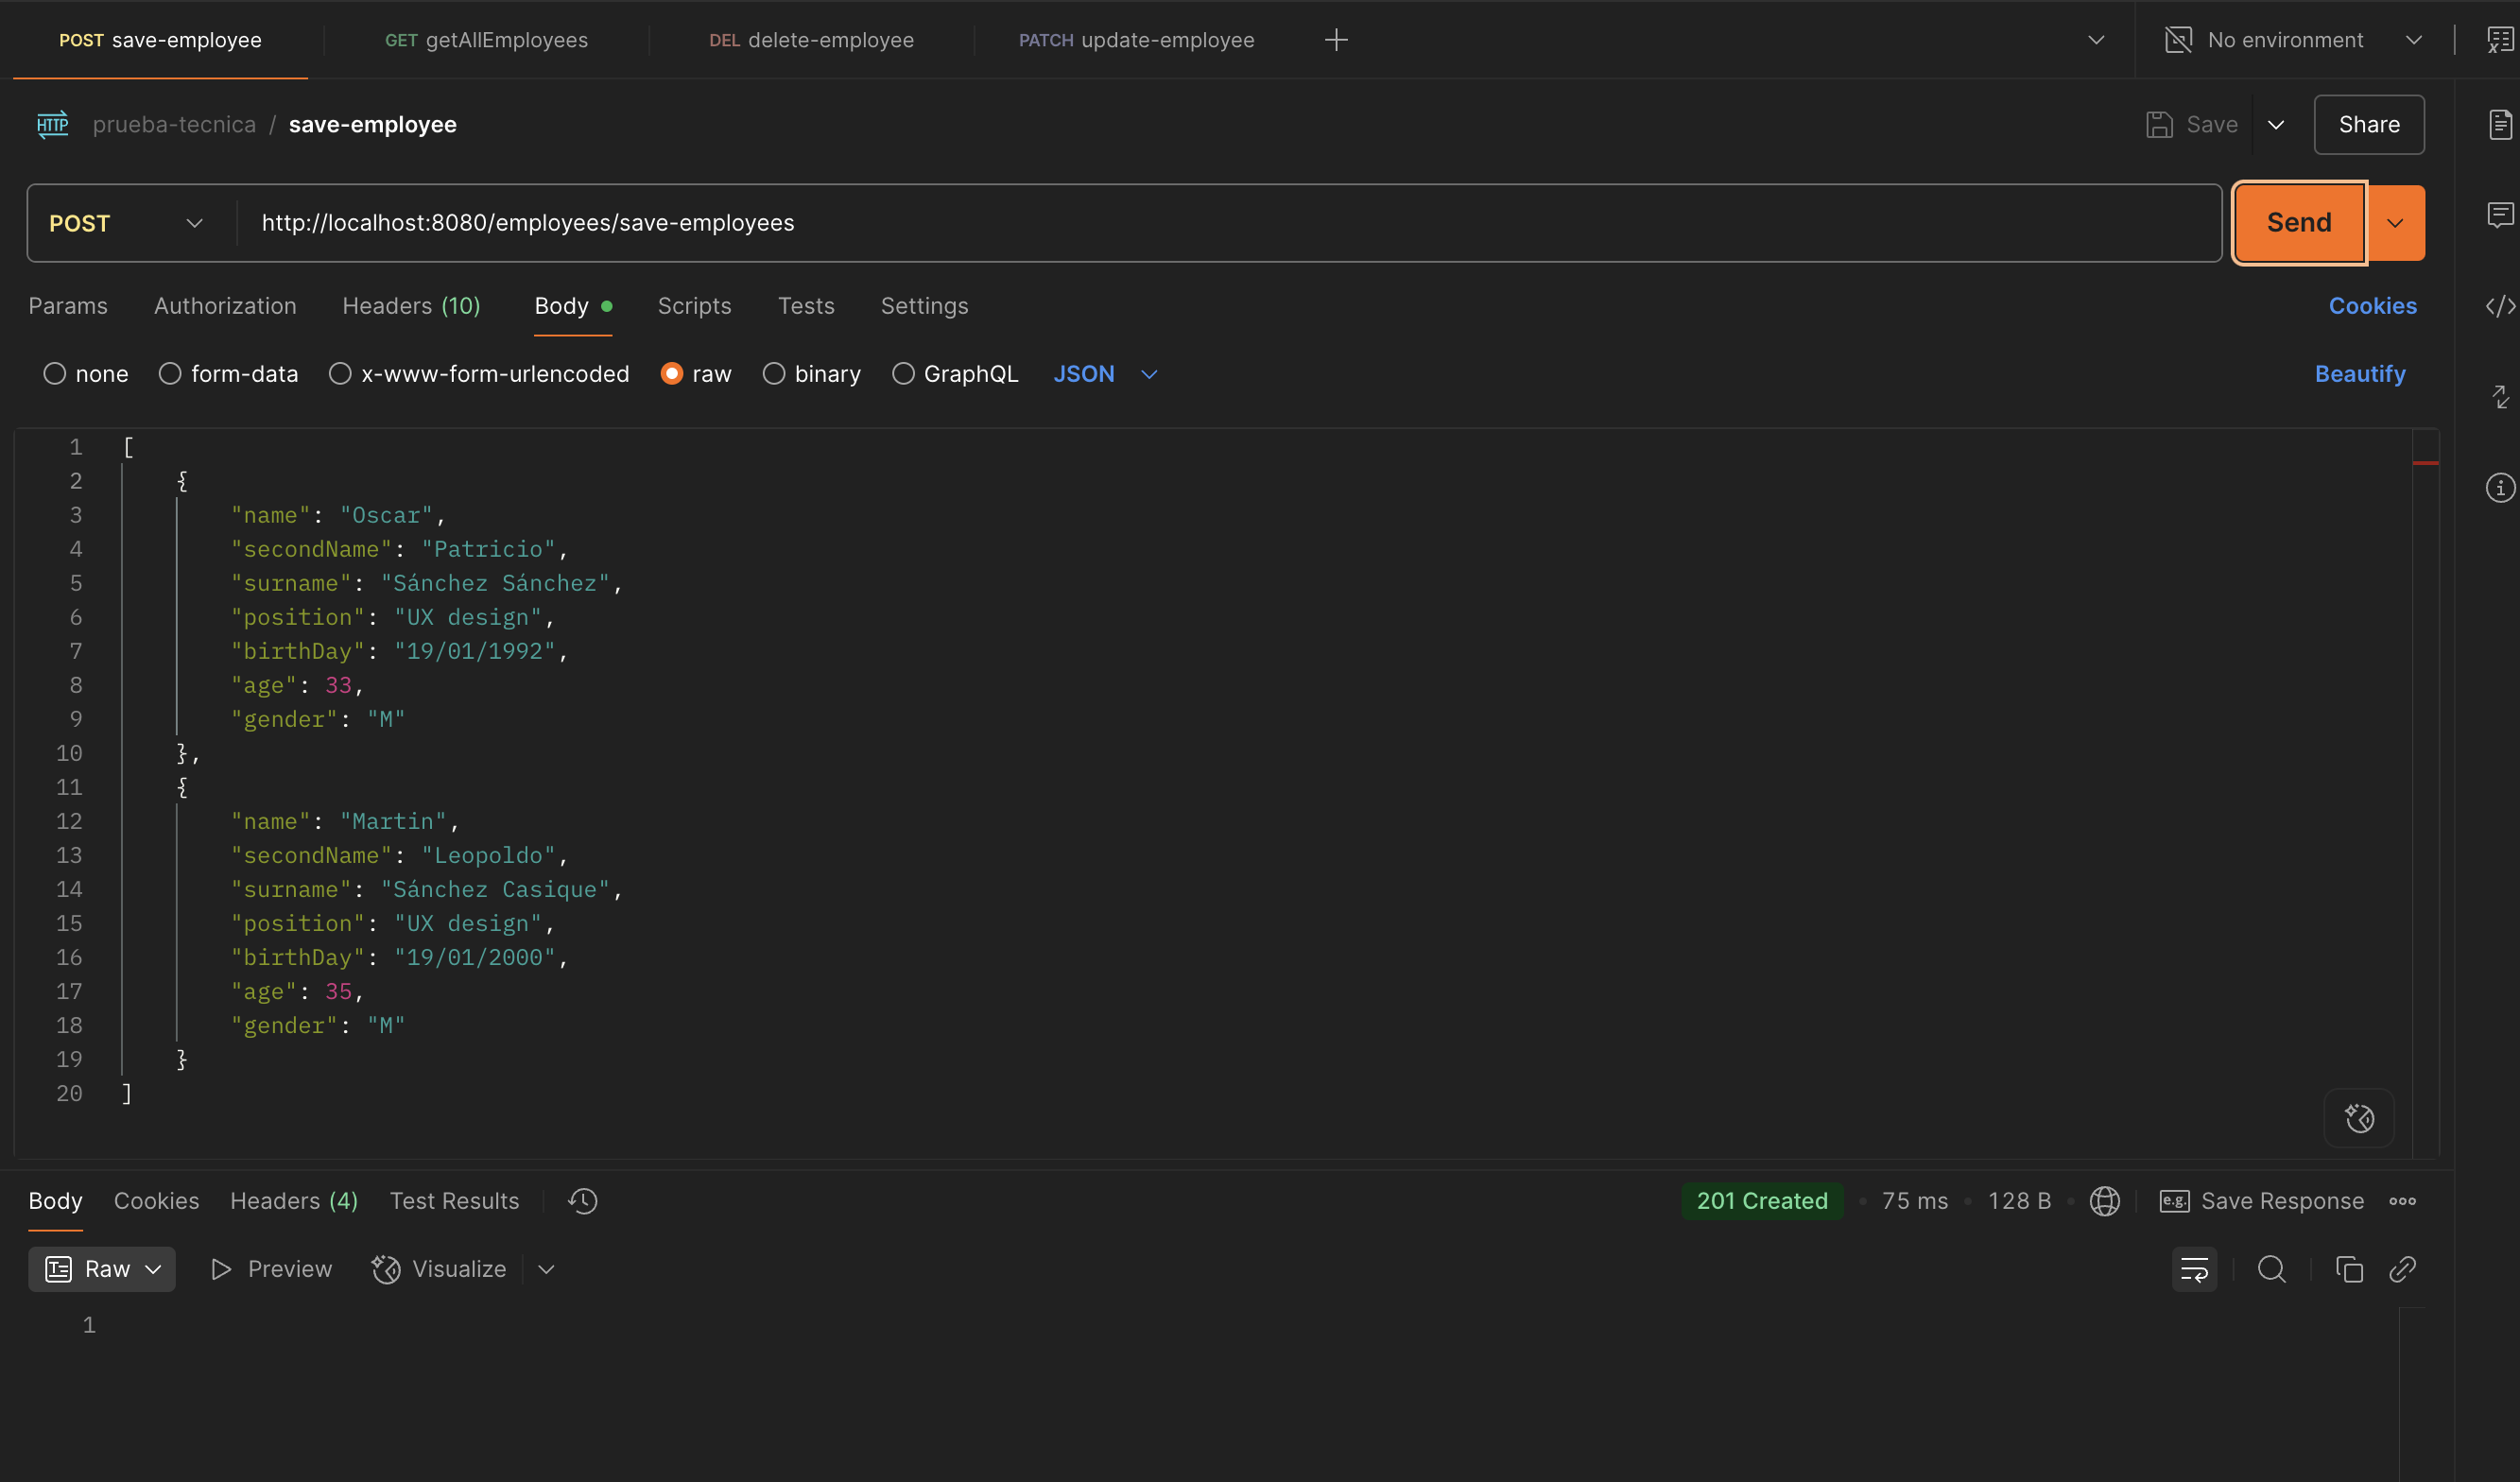 POST save-employee GET getAllEmployees DEL delete-employee PATCH update-employee No environment
HTTP prueba-tecnica / save-employee Save Share
POST http://localhost:8080/employees/save-employees Send
Params Authorization Headers (10) Body Scripts Tests Settings Cookies
none form-data x-www-form-urlencoded raw binary GraphQL JSON Beautify
1 [
2 {
3 "name": "Oscar",
4 "secondName": "Patricio",
5 "surname": "Sánchez Sánchez",
6 "position": "UX design",
7 "birthDay": "19/01/1992",
8 "age": 33,
9 "gender": "M"
10 },
11 {
12 "name": "Martin",
13 "secondName": "Leopoldo",
14 "surname": "Sánchez Casique",
15 "position": "UX design",
16 "birthDay": "19/01/2000",
17 "age": 35,
18 "gender": "M"
19 }
20 ]
Body Cookies Headers (4) Test Results 201 Created 75 ms 128 B e.g. Save Response
Raw Preview Visualize
1